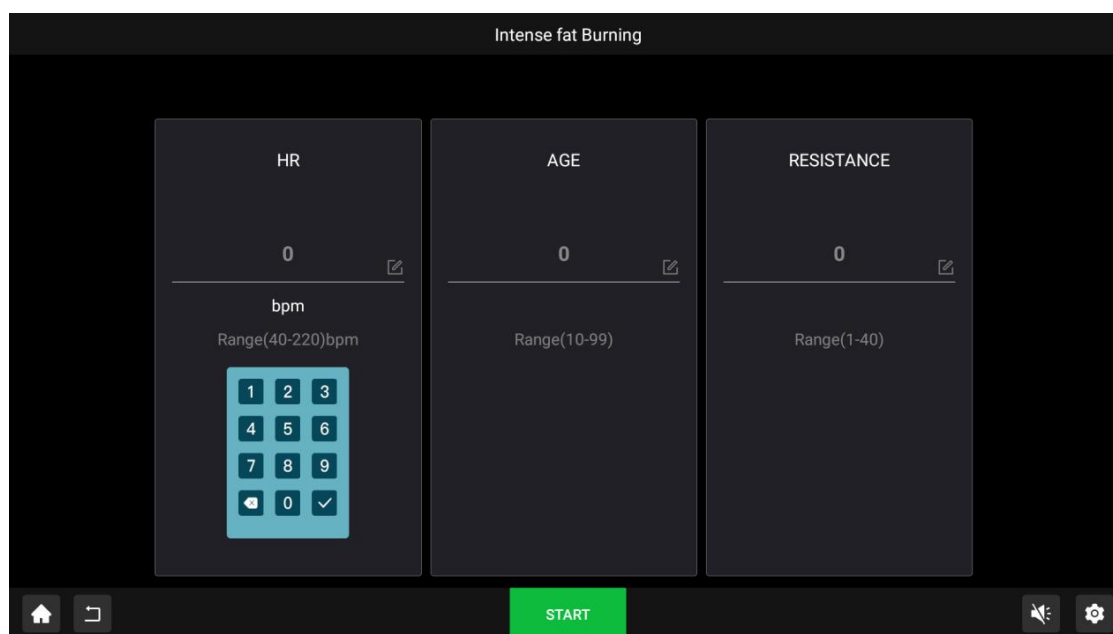 Intense fat Burning
HR
AGE
RESISTANCE
0
0
0
bpm
Range(40-220)bpm
Range(10-99)
Range(1-40)
1 2 3
4 5 6
7 8 9
0
START